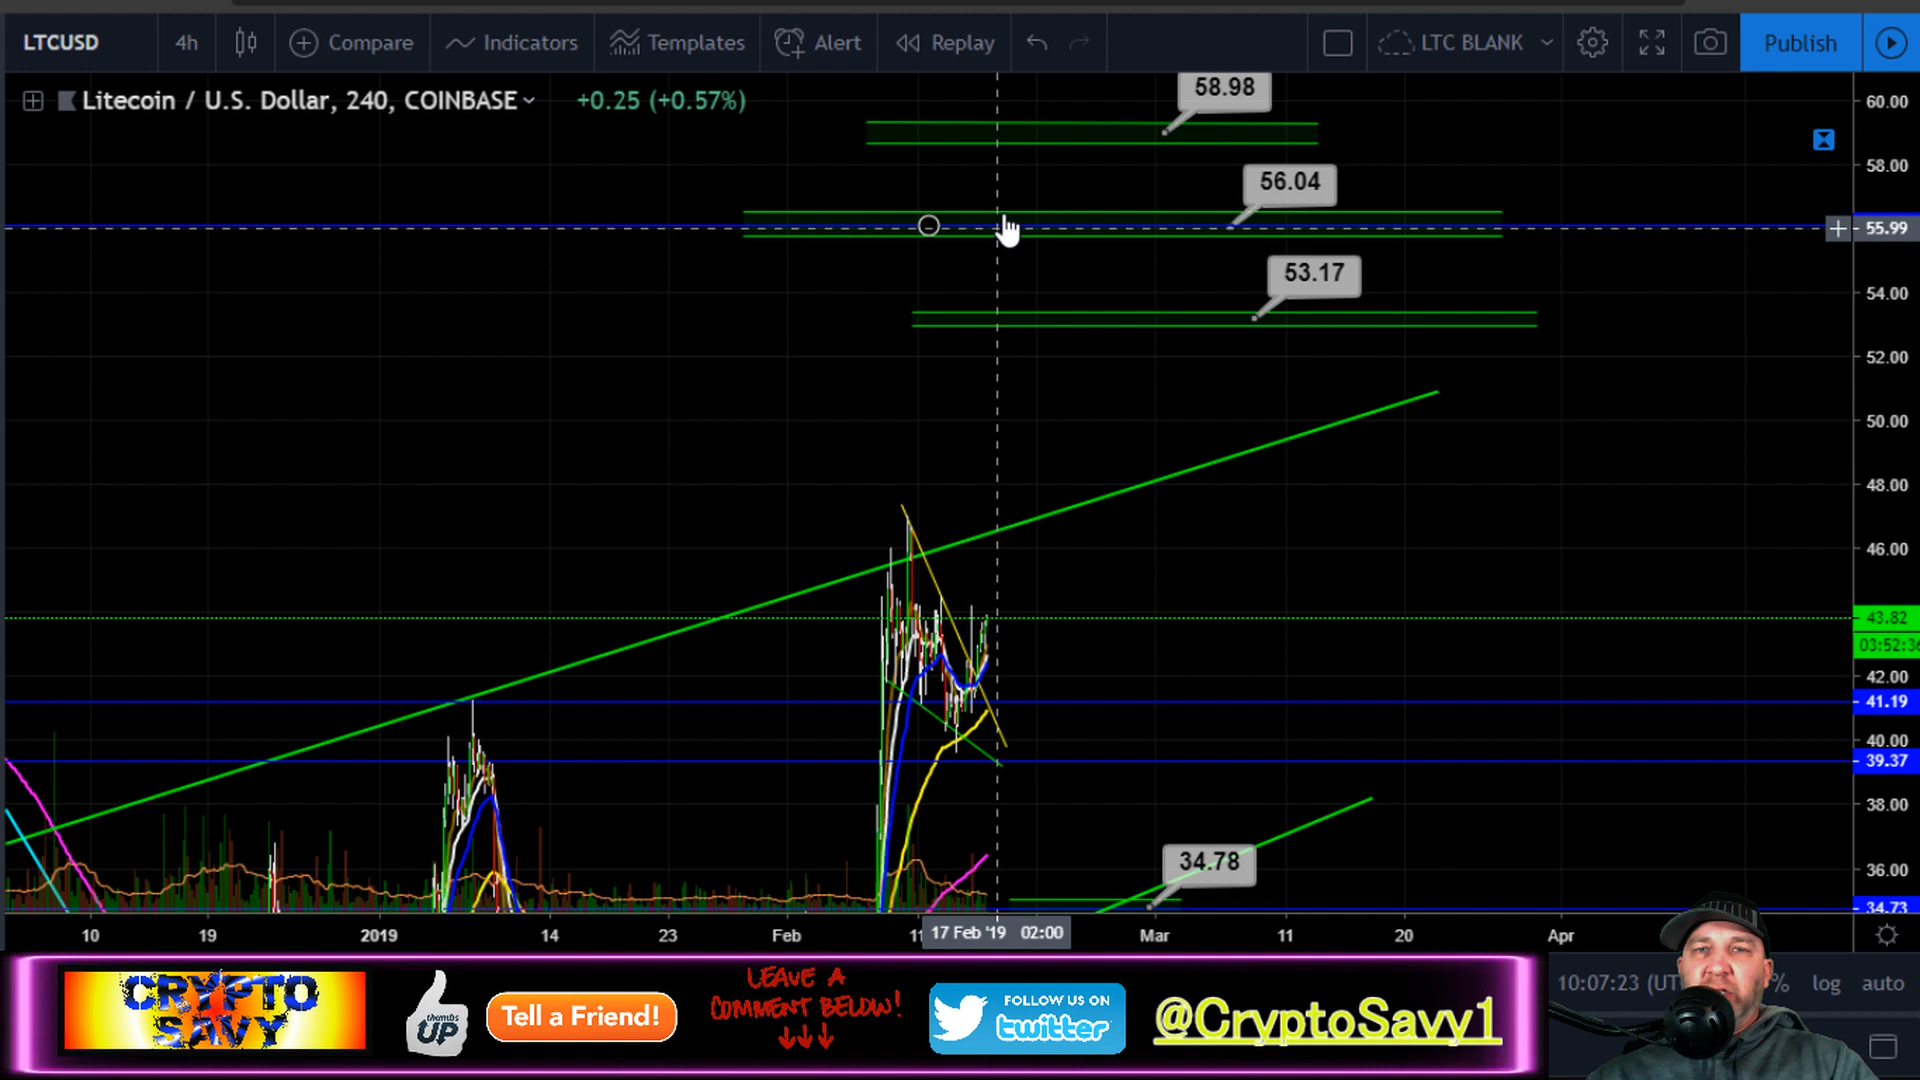 LTCUSD 4h Compare Indicators Templates Alert Replay LTC BLANK Publish
Litecoin / U.S. Dollar, 240, COINBASE +0.25 (+0.57%)
58.98
56.04
53.17
34.78
60.00
58.00
55.99
54.00
52.00
50.00
48.00
46.00
43.82
03:52:36
42.00
41.19
40.00
39.37
38.00
36.00
34.73
10 19 2019 14 23 Feb 11 17 Feb '19 02:00 Mar 11 20 Apr
10:07:23 (UT % log auto
CRYPTO
SAVY
thumbs
UP
Tell a Friend!
LEAVE A
COMMENT BELOW!
FOLLOW US ON
twitter
@CryptoSavy1